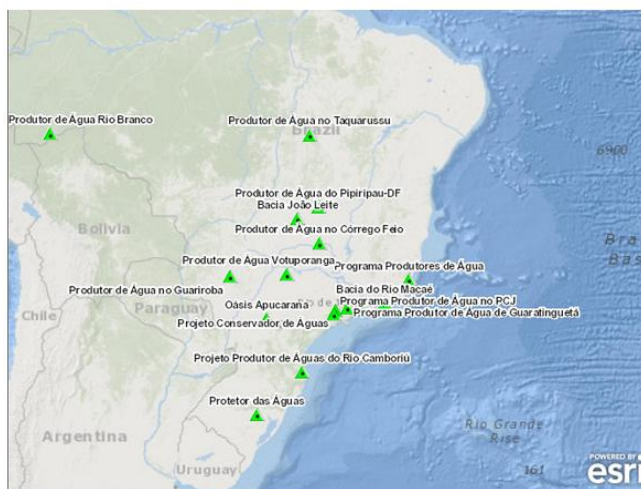 Produtor de Água Rio Branco
Produtor de Água no Taquarussu
Brazil
6900
Produtor de Água do Pipiripau-DF
Bacia João Leite
Bolivia
Produtor de Água no Córrego Feio
Bra
Bas
Produtor de Água Votuporanga
Programa Produtores de Água
Produtor de Água no Guariroba
Bacia do Rio Macaé
Paraguay
Oásis Apucarana
o de
Programa Produtor de Água no PCJ
Chile
Projeto Conservador de Águas
Programa Produtor de Água de Guaratinguetá
Projeto Produtor de Águas do Rio Camboriú
Protetor das Águas
Rio Grande
Rise
Argentina
Uruguay
161
POWERED BY
esri